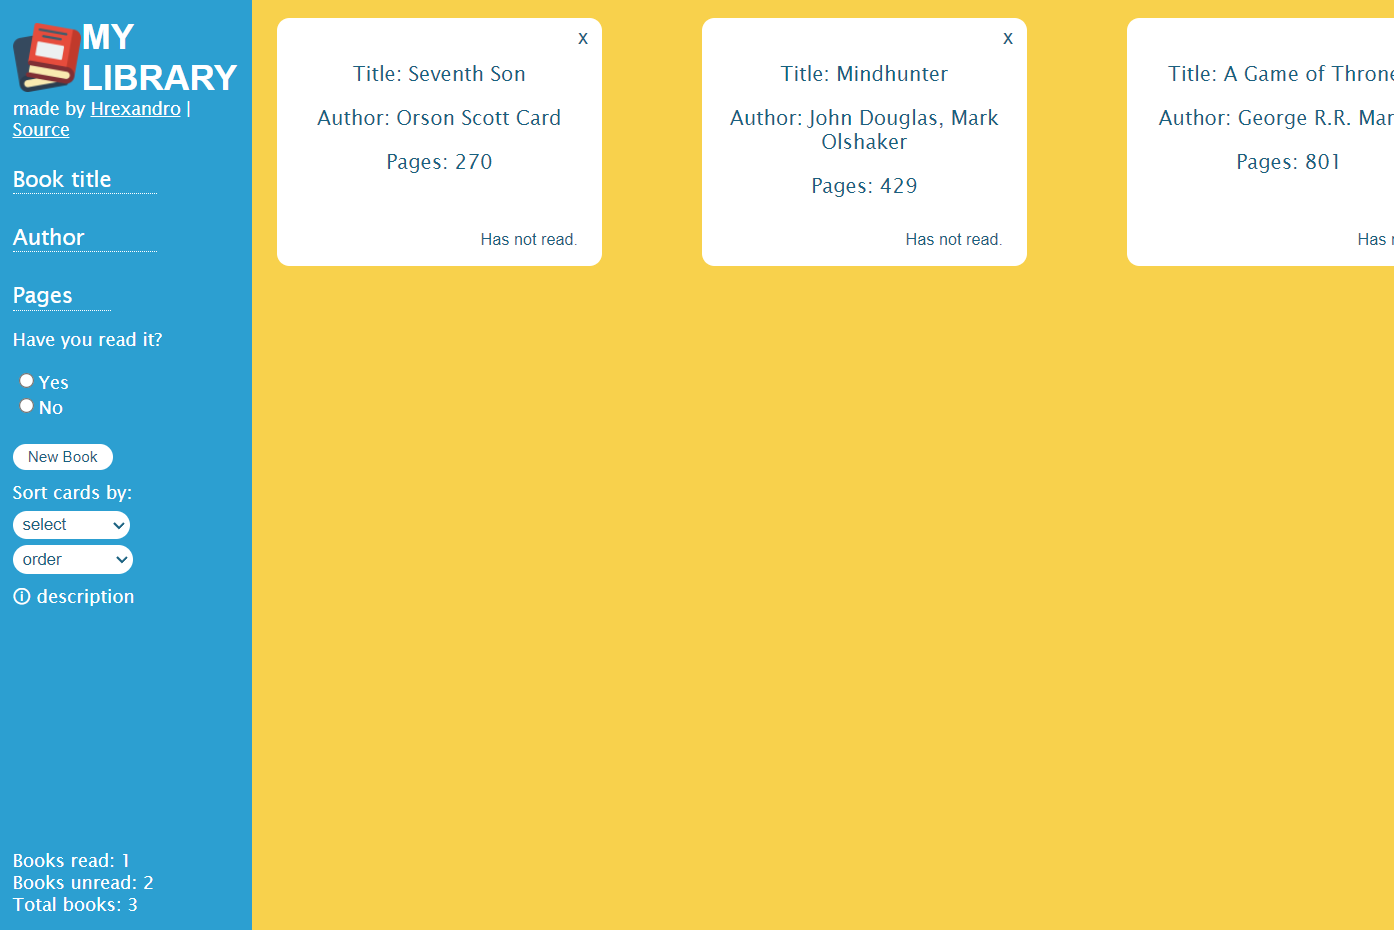 MY
LIBRARY
made by Hrexandro |
Source
Book title
Author
Pages
Have you read it?
Yes
No
New Book
Sort cards by:
select
order
ⓘ description
Books read: 1
Books unread: 2
Total books: 3
x
Title: Seventh Son
Author: Orson Scott Card
Pages: 270
Has not read.
x
Title: Mindhunter
Author: John Douglas, Mark
Olshaker
Pages: 429
Has not read.
Title: A Game of Throne
Author: George R.R. Mar
Pages: 801
Has